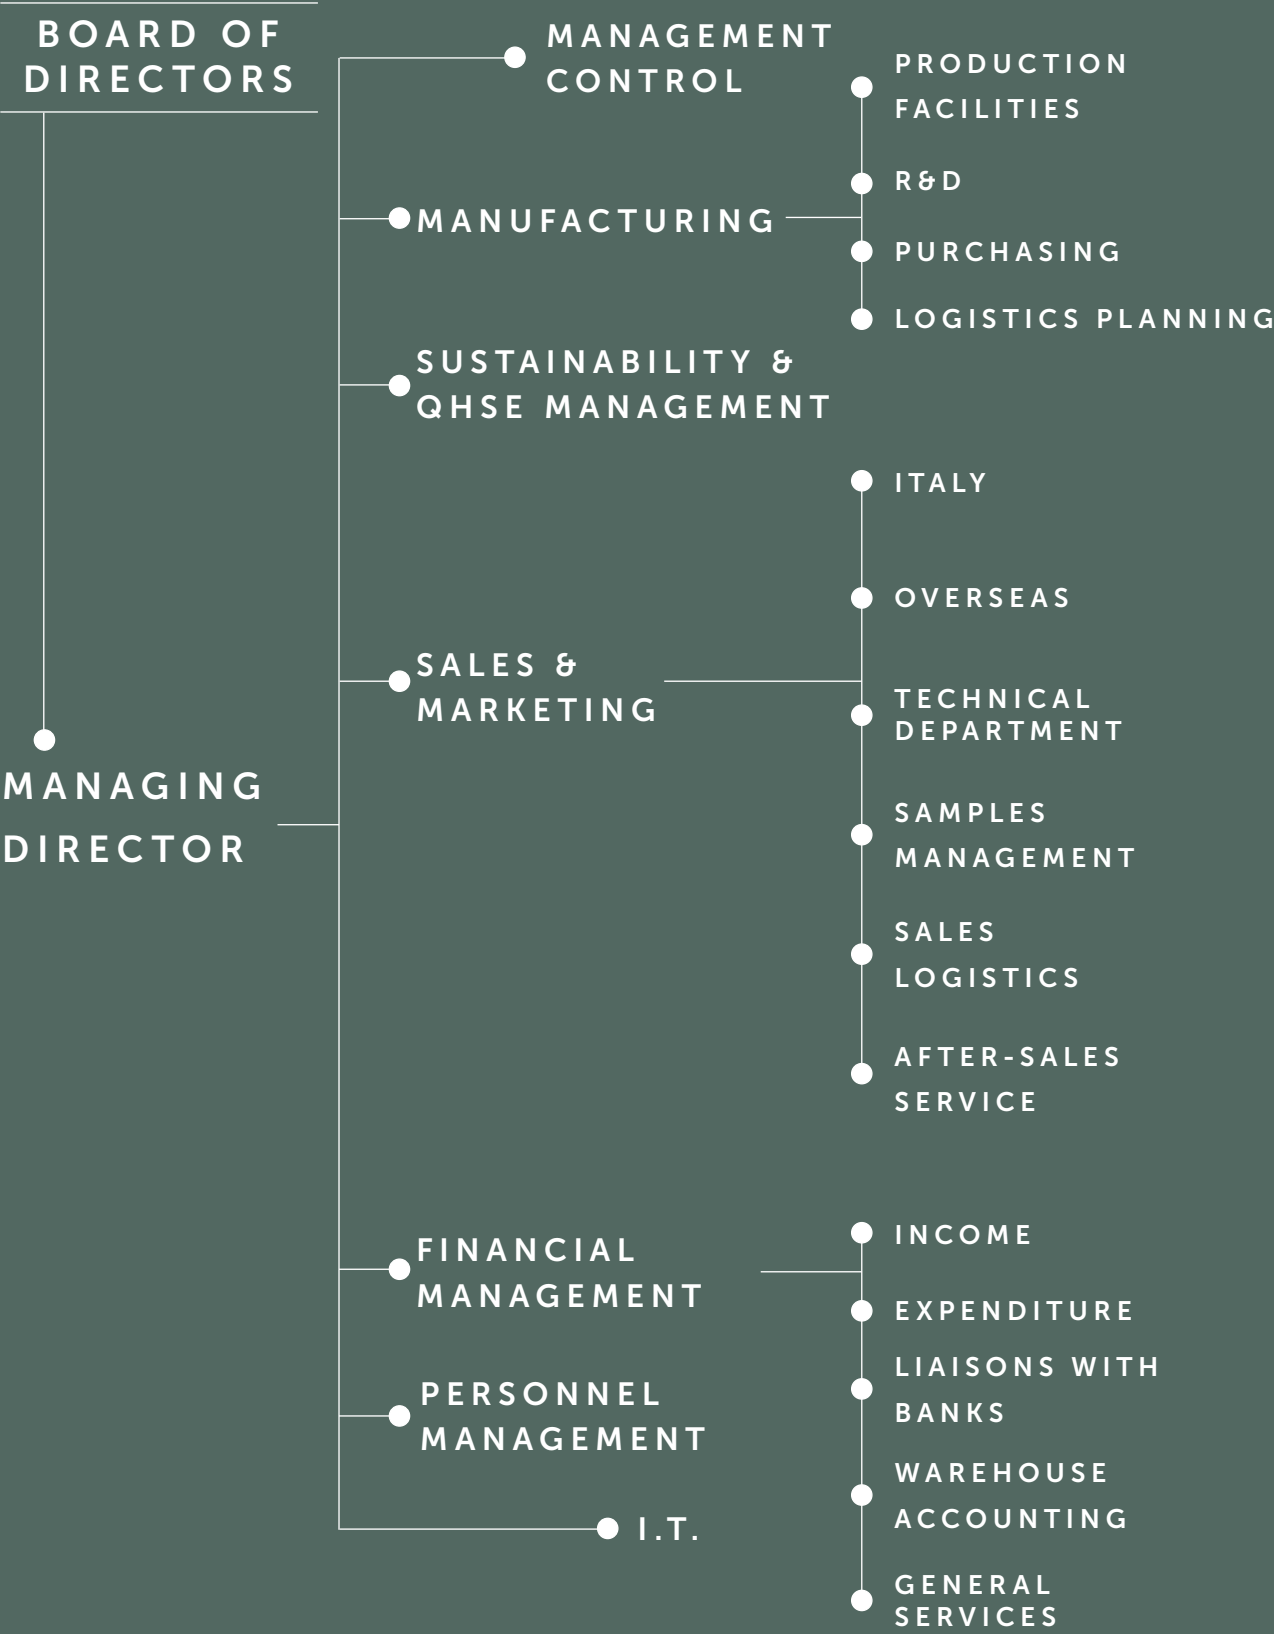 BOARD OF
DIRECTORS
MANAGING
DIRECTOR
MANAGEMENT
CONTROL
MANUFACTURING
PRODUCTION
FACILITIES
R&D
PURCHASING
LOGISTICS PLANNING
SUSTAINABILITY &
QHSE MANAGEMENT
SALES &
MARKETING
ITALY
OVERSEAS
TECHNICAL
DEPARTMENT
SAMPLES
MANAGEMENT
SALES
LOGISTICS
AFTER-SALES
SERVICE
FINANCIAL
MANAGEMENT
INCOME
EXPENDITURE
LIAISONS WITH
BANKS
WAREHOUSE
ACCOUNTING
GENERAL
SERVICES
PERSONNEL
MANAGEMENT
I.T.